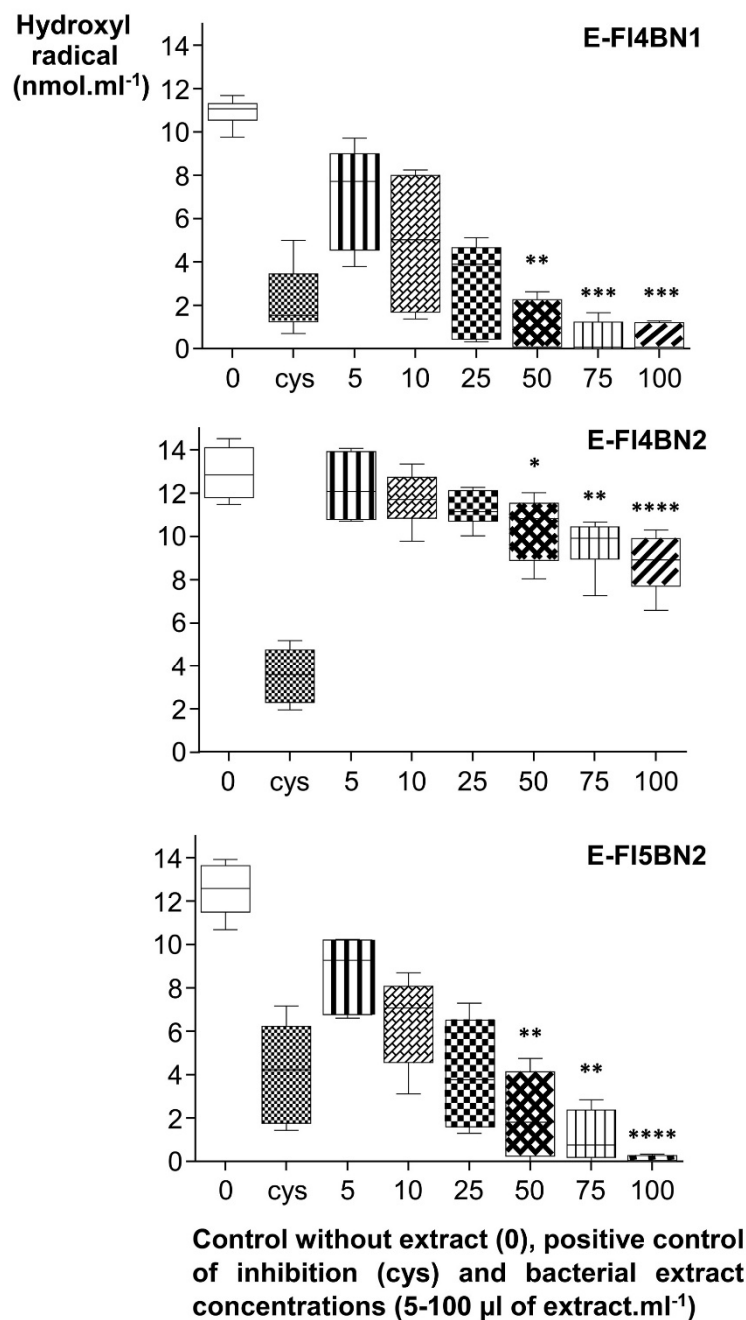 Hydroxyl
radical
(nmol.ml⁻¹)
E-FI4BN1
14
12
10
8
6
4
2
0
**
***
***
0 cys 5 10 25 50 75 100
E-FI4BN2
14
12
10
8
6
4
2
0
*
**
****
0 cys 5 10 25 50 75 100
E-FI5BN2
14
12
10
8
6
4
2
0
**
**
****
0 cys 5 10 25 50 75 100
Control without extract (0), positive control
of inhibition (cys) and bacterial extract
concentrations (5-100 µl of extract.ml⁻¹)